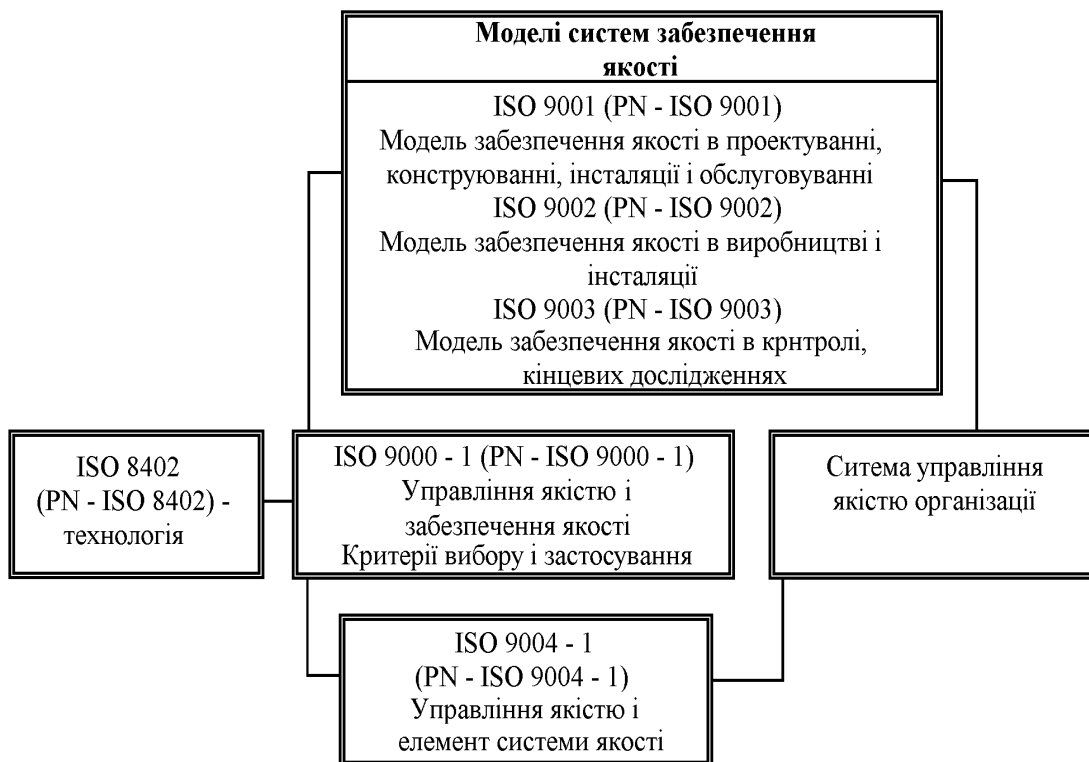 Моделі систем забезпечення
якості
ISO 9001 (PN - ISO 9001)
Модель забезпечення якості в проектуванні,
конструюванні, інсталяції і обслуговуванні
ISO 9002 (PN - ISO 9002)
Модель забезпечення якості в виробництві і
інсталяції
ISO 9003 (PN - ISO 9003)
Модель забезпечення якості в крнтролі,
кінцевих дослідженнях
ISO 8402
(PN - ISO 8402) -
технологія
ISO 9000 - 1 (PN - ISO 9000 - 1)
Управління якістю і
забезпечення якості
Критерії вибору і застосування
Ситема управління
якістю організації
ISO 9004 - 1
(PN - ISO 9004 - 1)
Управління якістю і
елемент системи якості